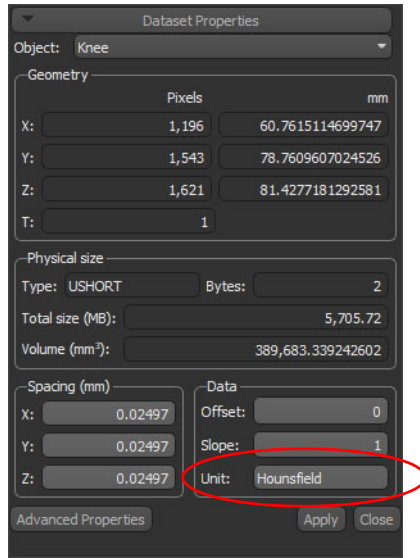 Dataset Properties
Object: Knee
Geometry
Pixels mm
X: 1,196 60.7615114699747
Y: 1,543 78.7609607024526
Z: 1,621 81.4277181292581
T: 1
Physical size
Type: USHORT Bytes: 2
Total size (MB): 5,705.72
Volume (mm³): 389,683.339242602
Spacing (mm)
X: 0.02497
Y: 0.02497
Z: 0.02497
Data
Offset: 0
Slope: 1
Unit: Hounsfield
Advanced Properties Apply Close